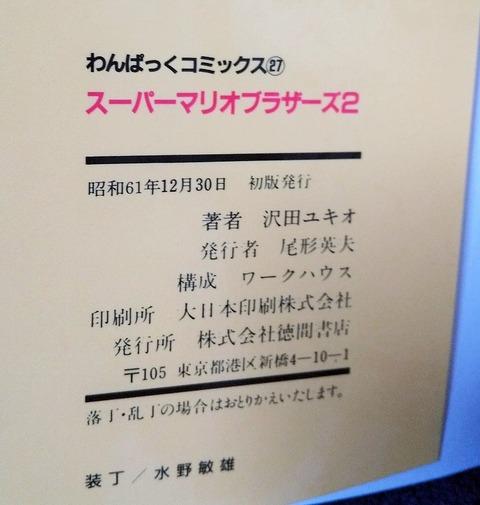 わんぱっくコミックス㉗
スーパーマリオブラザーズ2
昭和61年12月30日 初版発行
著者 沢田ユキオ
発行者 尾形英夫
構成 ワークハウス
印刷所 大日本印刷株式会社
発行所 株式会社徳間書店
〒105 東京都港区新橋4-10-1
落丁・乱丁の場合はおとりかえいたします。
装丁／水野敏雄